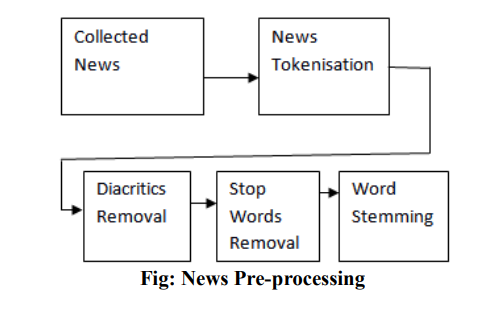 Collected
News
News
Tokenisation
Diacritics
Removal
Stop
Words
Removal
Word
Stemming
Fig: News Pre-processing